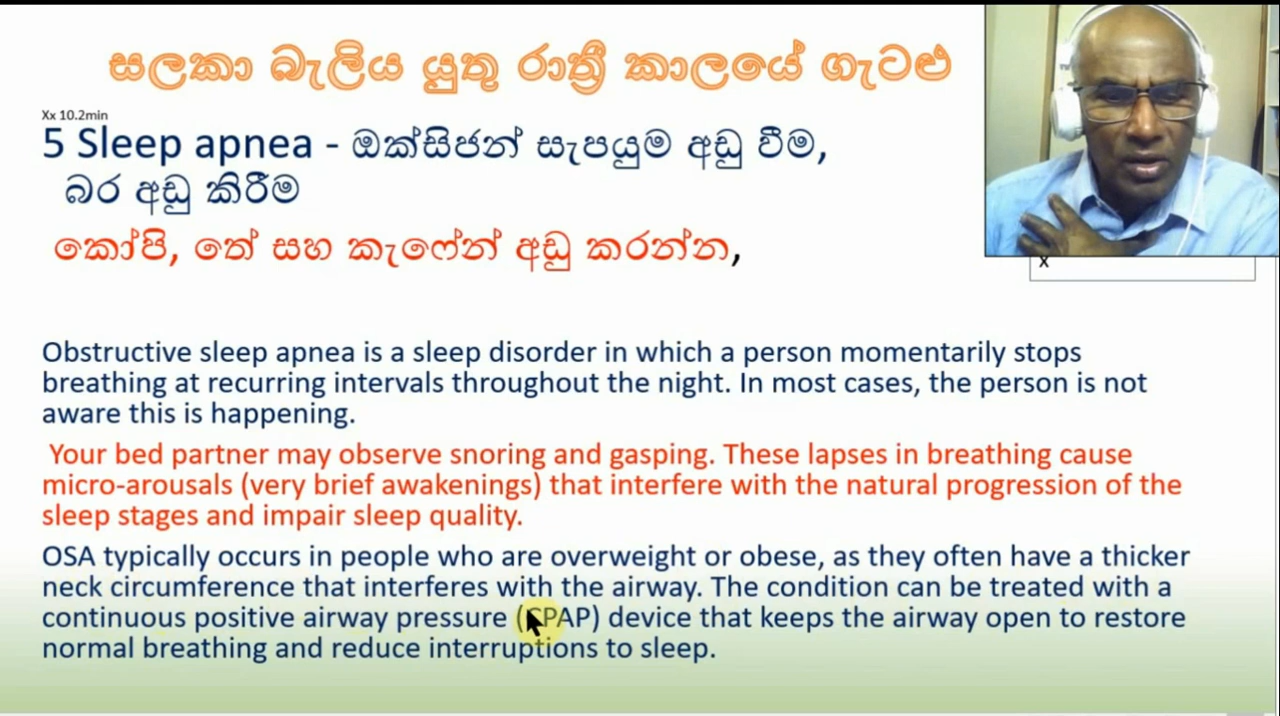 සලකා බැලිය යුතු රාත්‍රී කාලයේ ගැටළු
Xx 10.2min
5 Sleep apnea - ඔක්සිජන් සැපයුම අඩු වීම,
බර අඩු කිරීම
කෝපි, තේ සහ කැෆේන් අඩු කරන්න,
x
Obstructive sleep apnea is a sleep disorder in which a person momentarily stops
breathing at recurring intervals throughout the night. In most cases, the person is not
aware this is happening.
Your bed partner may observe snoring and gasping. These lapses in breathing cause
micro-arousals (very brief awakenings) that interfere with the natural progression of the
sleep stages and impair sleep quality.
OSA typically occurs in people who are overweight or obese, as they often have a thicker
neck circumference that interferes with the airway. The condition can be treated with a
continuous positive airway pressure (CPAP) device that keeps the airway open to restore
normal breathing and reduce interruptions to sleep.